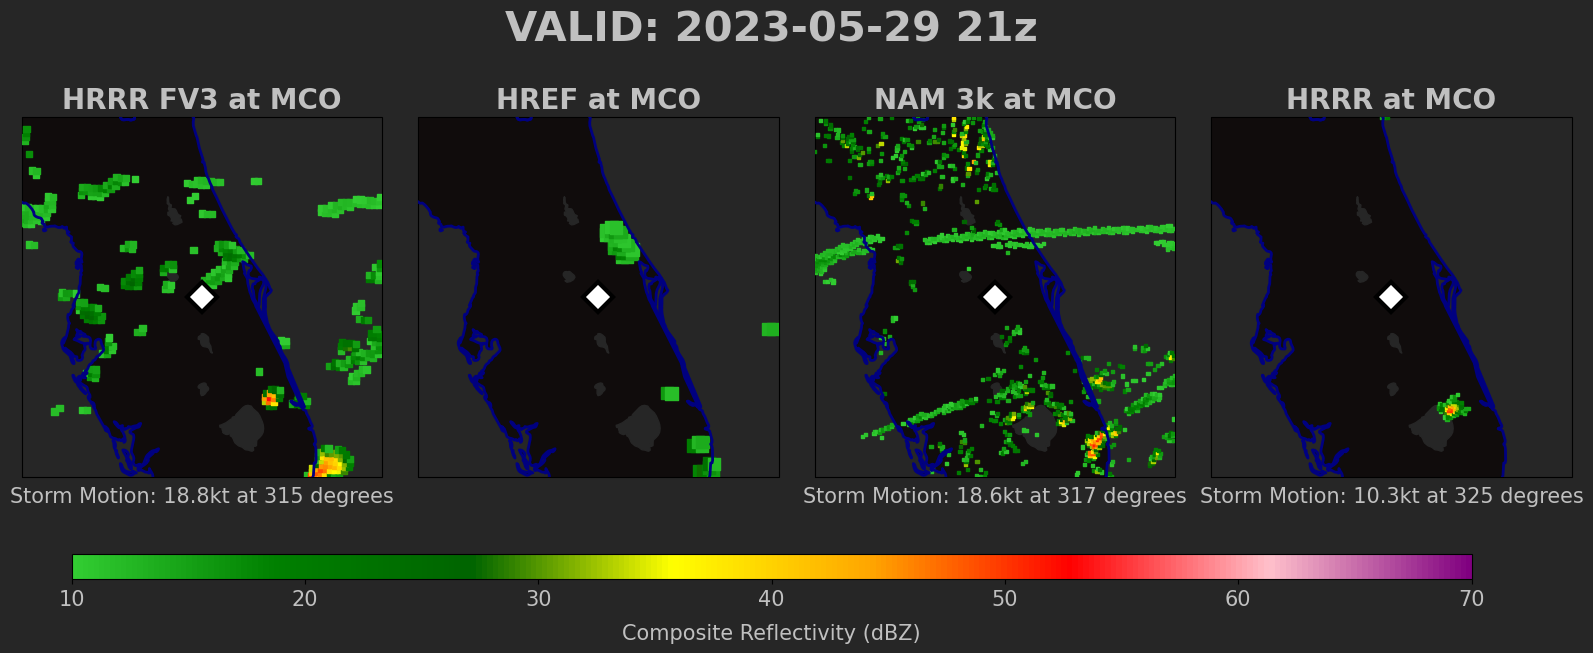 VALID: 2023-05-29 21z
HRRR FV3 at MCO
HREF at MCO
NAM 3k at MCO
HRRR at MCO
Storm Motion: 18.8kt at 315 degrees
Storm Motion: 18.6kt at 317 degrees
Storm Motion: 10.3kt at 325 degrees
10 20 30 40 50 60 70
Composite Reflectivity (dBZ)